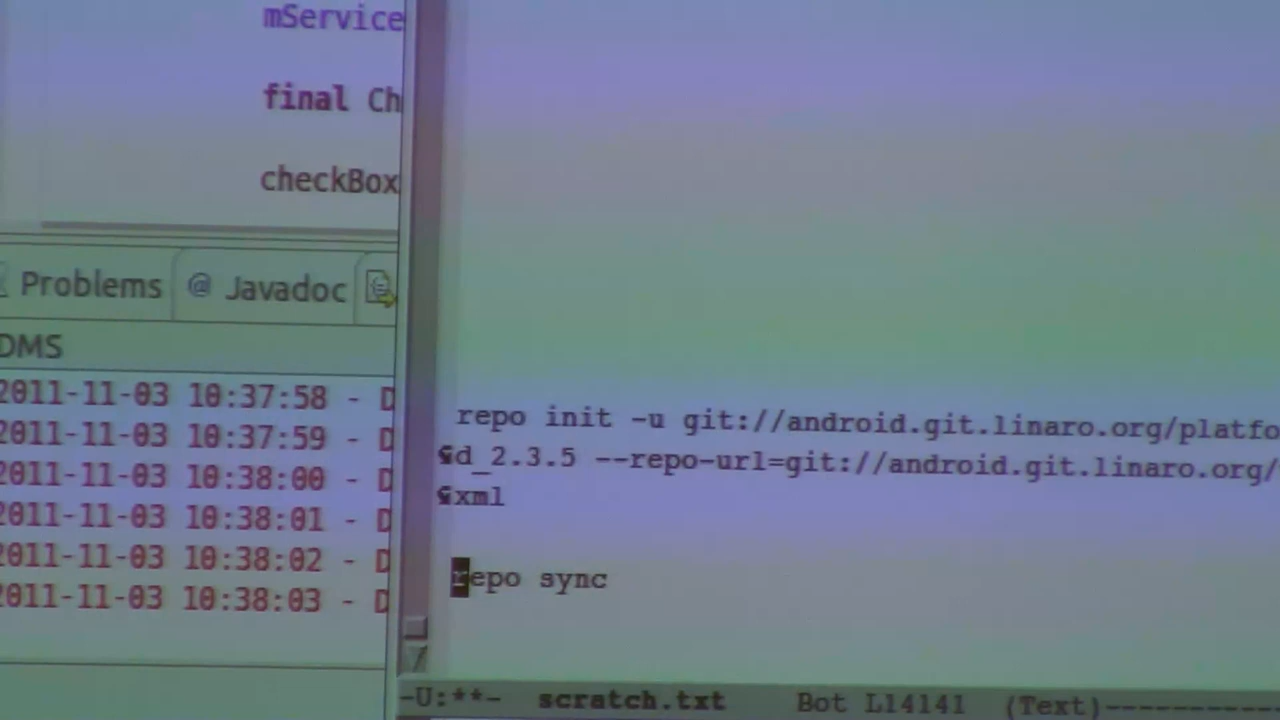 mService
final Ch
checkBox
Problems @ Javadoc
DMS
2011-11-03 10:37:58 - D
2011-11-03 10:37:59 - D
2011-11-03 10:38:00 - D
2011-11-03 10:38:01 - D
2011-11-03 10:38:02 - D
2011-11-03 10:38:03 - D
repo init -u git://android.git.linaro.org/platfo
d_2.3.5 --repo-url=git://android.git.linaro.org/
xml
repo sync
-U:**- scratch.txt Bot L14141 (Text)-----------